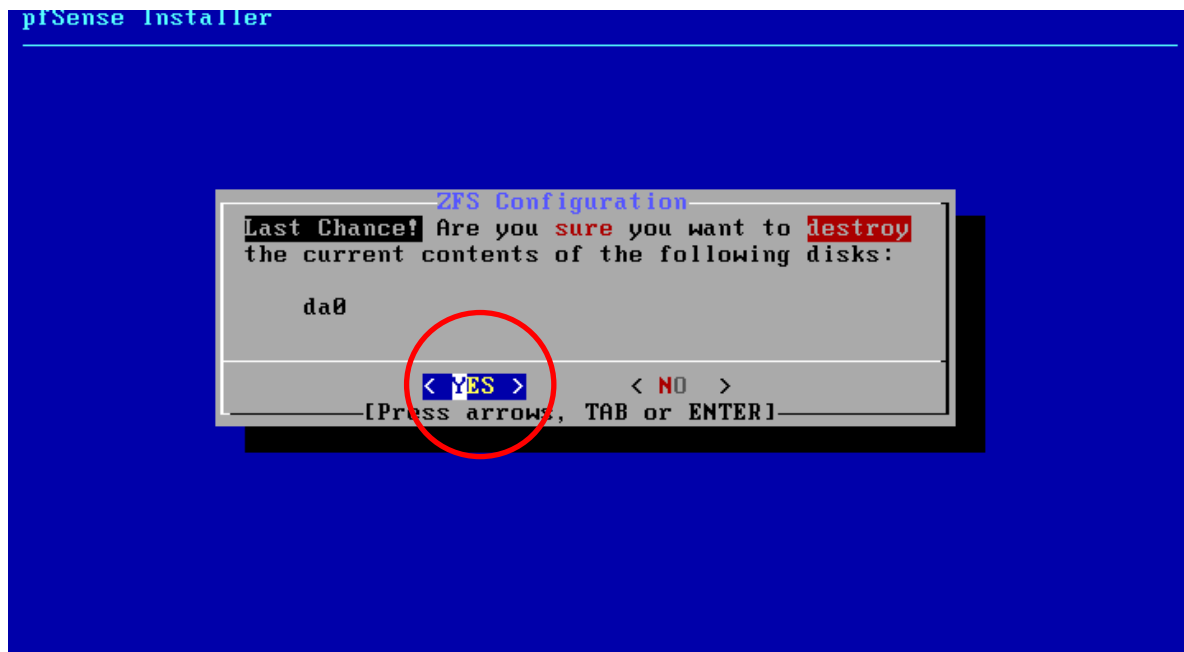 pfSense Installer
ZFS Configuration
Last Chance! Are you sure you want to destroy
the current contents of the following disks:
da0
< YES > < NO >
[Press arrows, TAB or ENTER]